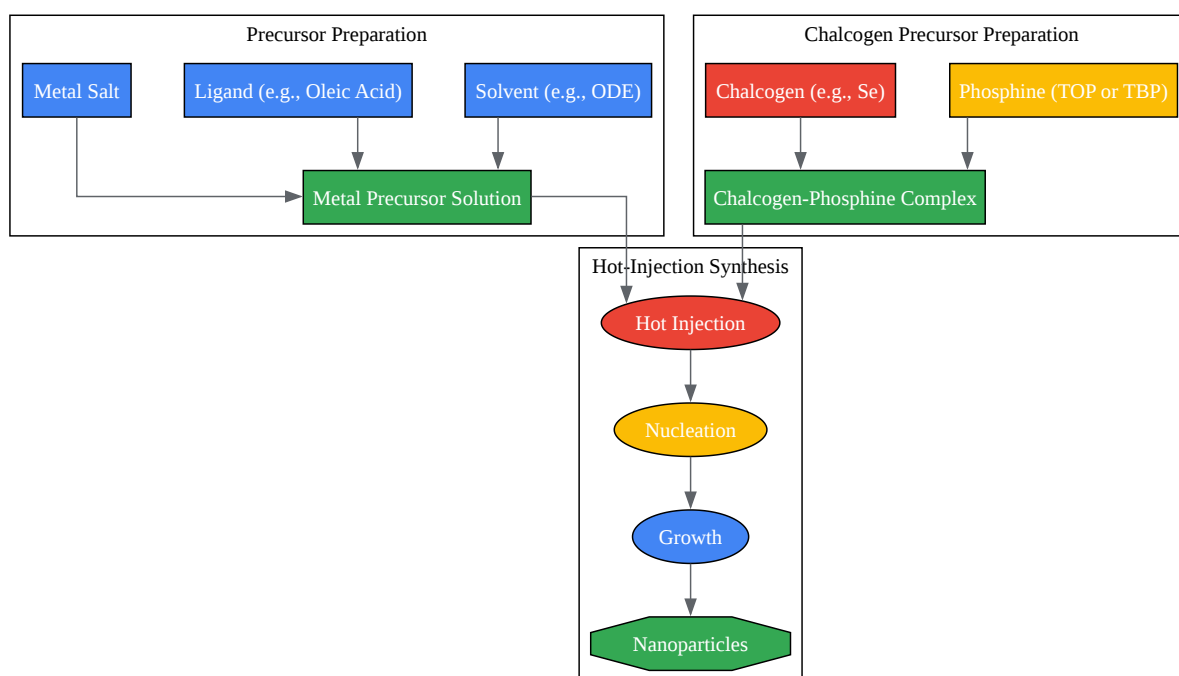 Precursor Preparation
Chalcogen Precursor Preparation
Metal Salt
Ligand (e.g., Oleic Acid)
Solvent (e.g., ODE)
Chalcogen (e.g., Se)
Phosphine (TOP or TBP)
Metal Precursor Solution
Chalcogen-Phosphine Complex
Hot-Injection Synthesis
Hot Injection
Nucleation
Growth
Nanoparticles